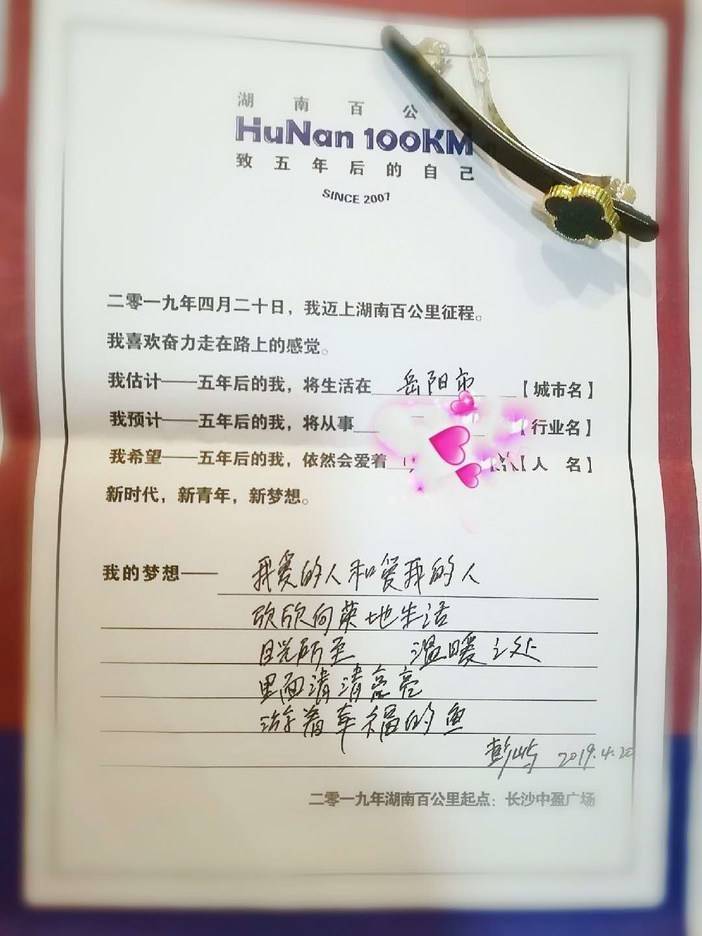 湖南百公
HuNan 100KM
致五年后的自己
SINCE 2007
二零一九年四月二十日，我迈上湖南百公里征程。
我喜欢奋力走在路上的感觉。
我估计——五年后的我，将生活在 岳阳市 【城市名】
我预计——五年后的我，将从事 【行业名】
我希望——五年后的我，依然会爱着 【人 名】
新时代，新青年，新梦想。
我的梦想—— 我爱的人和爱我的人
欣欣向荣地生活
目光所至 温暖之处
里面清清亮亮
游着幸福的鱼
彭屿 2019.4.20
二零一九年湖南百公里起点：长沙中盈广场